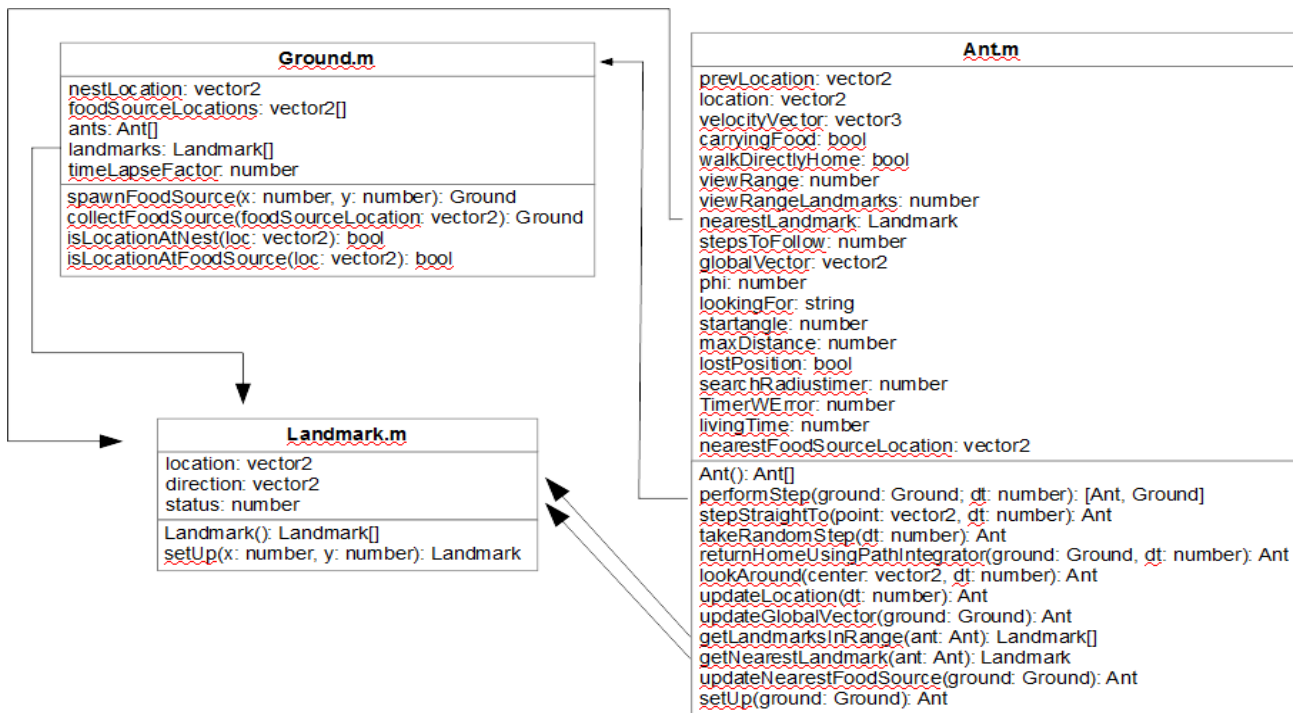 Ground.m
nestLocation: vector2
foodSourceLocations: vector2[]
ants: Ant[]
landmarks: Landmark[]
timeLapseFactor: number
spawnFoodSource(x: number, y: number): Ground
collectFoodSource(foodSourceLocation: vector2): Ground
isLocationAtNest(loc: vector2): bool
isLocationAtFoodSource(loc: vector2): bool
Landmark.m
location: vector2
direction: vector2
status: number
Landmark(): Landmark[]
setUp(x: number, y: number): Landmark
Ant.m
prevLocation: vector2
location: vector2
velocityVector: vector3
carryingFood: bool
walkDirectlyHome: bool
viewRange: number
viewRangeLandmarks: number
nearestLandmark: Landmark
stepsToFollow: number
globalVector: vector2
phi: number
lookingFor: string
startangle: number
maxDistance: number
lostPosition: bool
searchRadiustimer: number
TimerWError: number
livingTime: number
nearestFoodSourceLocation: vector2
Ant(): Ant[]
performStep(ground: Ground; dt: number): [Ant, Ground]
stepStraightTo(point: vector2, dt: number): Ant
takeRandomStep(dt: number): Ant
returnHomeUsingPathIntegrator(ground: Ground, dt: number): Ant
lookAround(center: vector2, dt: number): Ant
updateLocation(dt: number): Ant
updateGlobalVector(ground: Ground): Ant
getLandmarksInRange(ant: Ant): Landmark[]
getNearestLandmark(ant: Ant): Landmark
updateNearestFoodSource(ground: Ground): Ant
setUp(ground: Ground): Ant